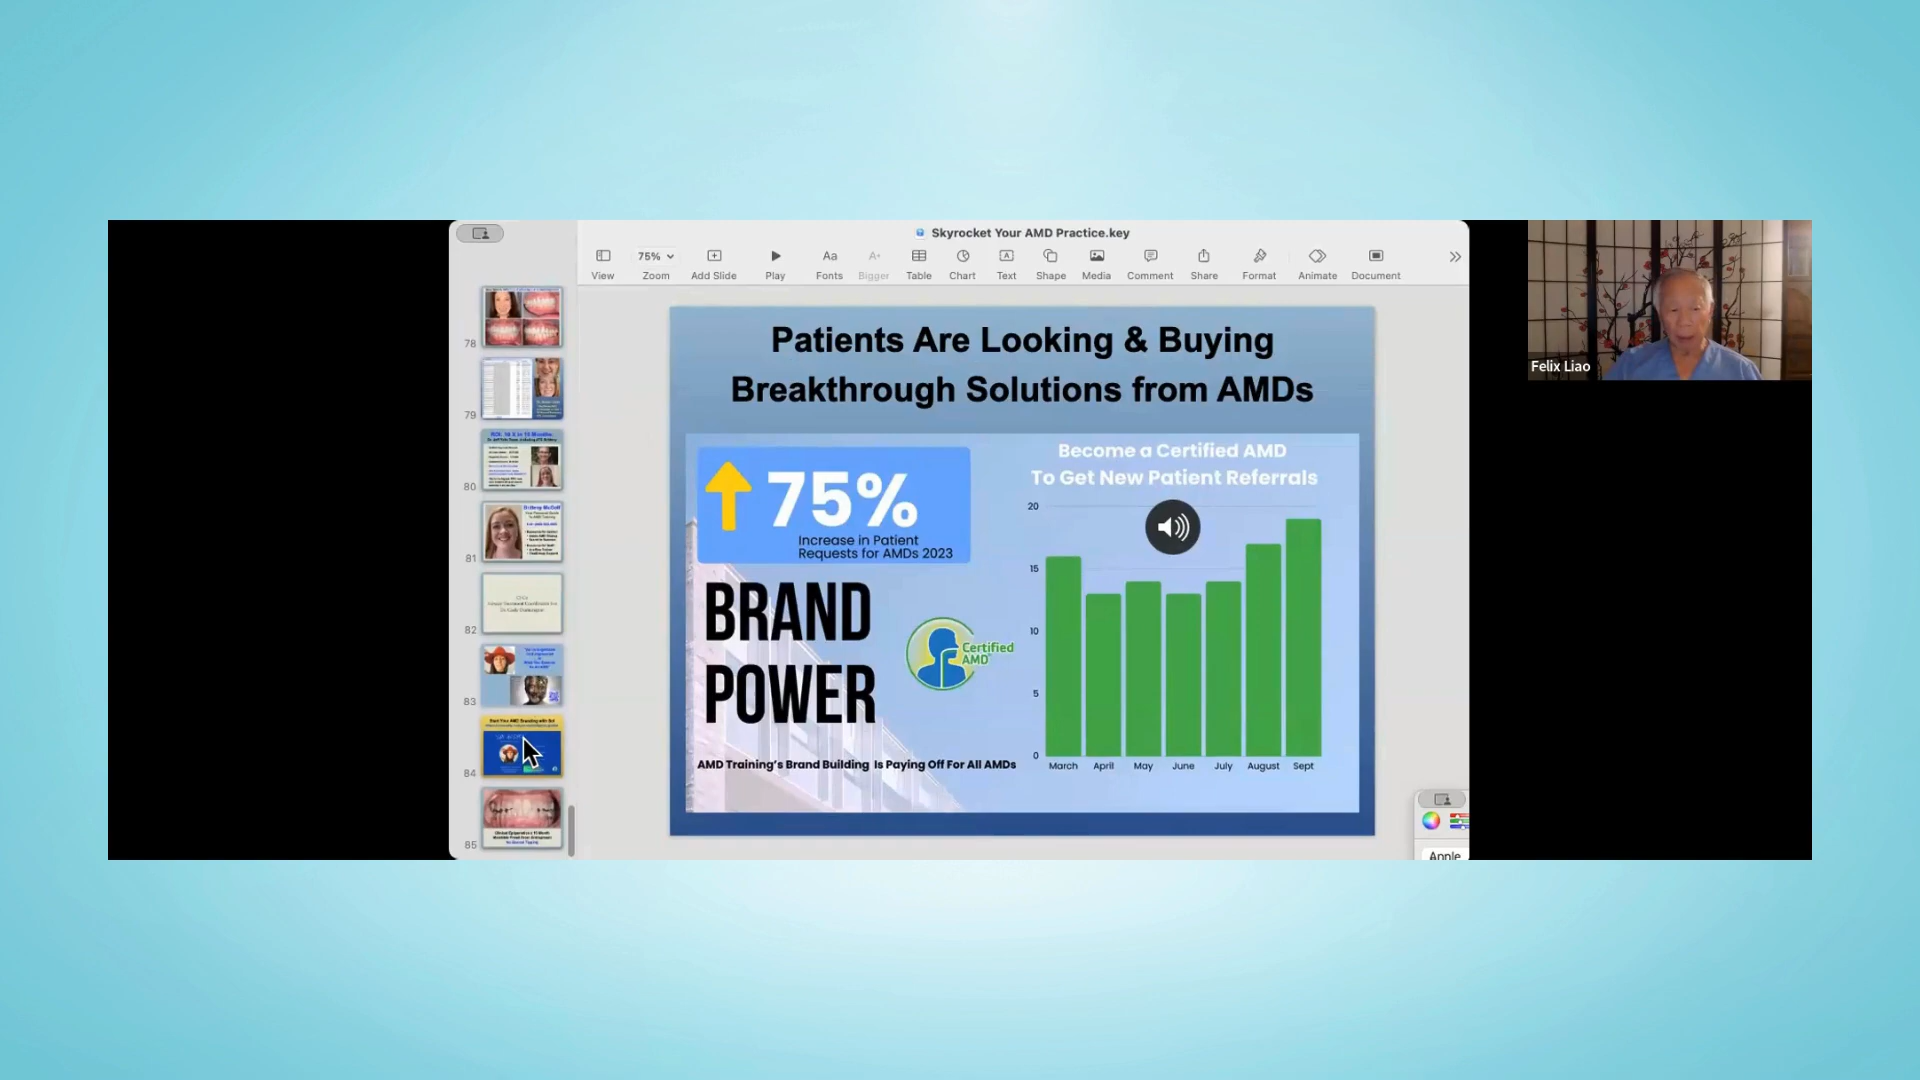 Skyrocket Your AMD Practice.key
75%
View
Zoom
Add Slide
Play
Aa
Fonts
Bigger
Table
Chart
Text
Shape
Media
Comment
Share
Format
Animate
Document
78
79
80
81
82
83
84
85
Patients Are Looking & Buying
Breakthrough Solutions from AMDs
75%
Increase in Patient
Requests for AMDs 2023
BRAND
POWER
Certified
AMD
AMD Training's Brand Building Is Paying Off For All AMDs
Become a Certified AMD
To Get New Patient Referrals
20
15
10
5
0
March April May June July August Sept
Apple
Felix Liao